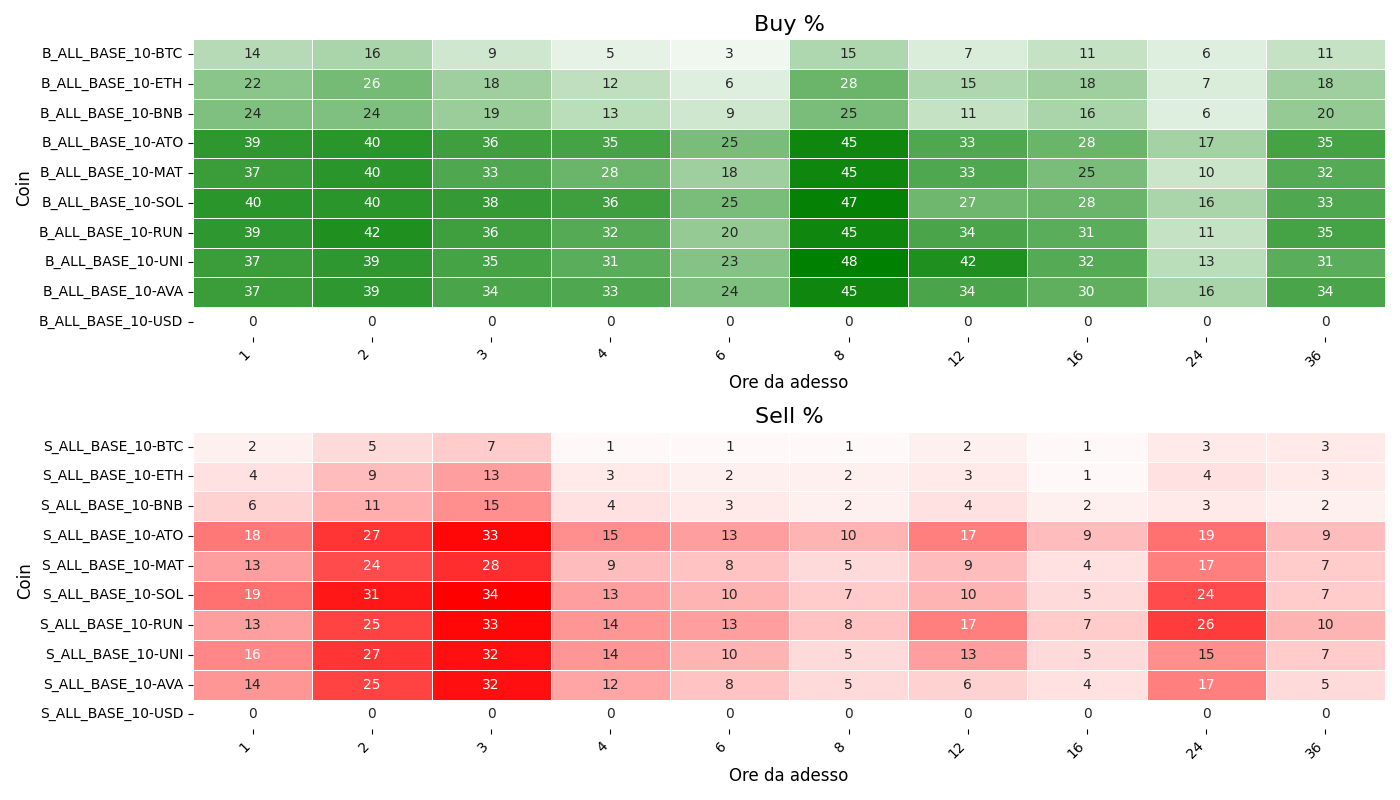 Buy %
Coin
B_ALL_BASE_10-BTC 14 16 9 5 3 15 7 11 6 11
B_ALL_BASE_10-ETH 22 26 18 12 6 28 15 18 7 18
B_ALL_BASE_10-BNB 24 24 19 13 9 25 11 16 6 20
B_ALL_BASE_10-ATO 39 40 36 35 25 45 33 28 17 35
B_ALL_BASE_10-MAT 37 40 33 28 18 45 33 25 10 32
B_ALL_BASE_10-SOL 40 40 38 36 25 47 27 28 16 33
B_ALL_BASE_10-RUN 39 42 36 32 20 45 34 31 11 35
B_ALL_BASE_10-UNI 37 39 35 31 23 48 42 32 13 31
B_ALL_BASE_10-AVA 37 39 34 33 24 45 34 30 16 34
B_ALL_BASE_10-USD 0 0 0 0 0 0 0 0 0 0
1 2 3 4 6 8 12 16 24 36
Ore da adesso
Sell %
Coin
S_ALL_BASE_10-BTC 2 5 7 1 1 1 2 1 3 3
S_ALL_BASE_10-ETH 4 9 13 3 2 2 3 1 4 3
S_ALL_BASE_10-BNB 6 11 15 4 3 2 4 2 3 2
S_ALL_BASE_10-ATO 18 27 33 15 13 10 17 9 19 9
S_ALL_BASE_10-MAT 13 24 28 9 8 5 9 4 17 7
S_ALL_BASE_10-SOL 19 31 34 13 10 7 10 5 24 7
S_ALL_BASE_10-RUN 13 25 33 14 13 8 17 7 26 10
S_ALL_BASE_10-UNI 16 27 32 14 10 5 13 5 15 7
S_ALL_BASE_10-AVA 14 25 32 12 8 5 6 4 17 5
S_ALL_BASE_10-USD 0 0 0 0 0 0 0 0 0 0
1 2 3 4 6 8 12 16 24 36
Ore da adesso